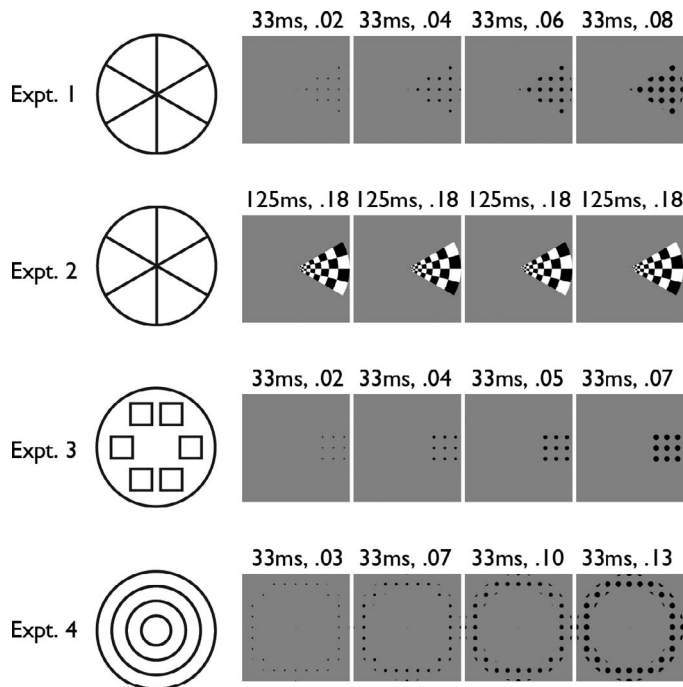 33ms, .02 33ms, .04 33ms, .06 33ms, .08
Expt. 1
125ms, .18 125ms, .18 125ms, .18 125ms, .18
Expt. 2
33ms, .02 33ms, .04 33ms, .05 33ms, .07
Expt. 3
33ms, .03 33ms, .07 33ms, .10 33ms, .13
Expt. 4